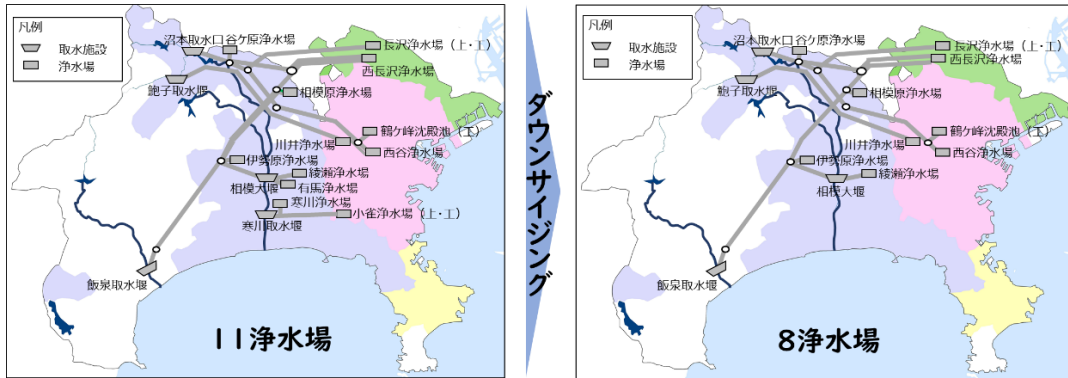 凡例
取水施設
浄水場
沼本取水口
谷ケ原浄水場
長沢浄水場(上・工)
西長沢浄水場
鮑子取水堰
相模原浄水場
鶴ケ峰沈殿池(工)
川井浄水場
西谷浄水場
伊勢原浄水場
綾瀬浄水場
相模大堰
有馬浄水場
寒川浄水場
小雀浄水場(上・工)
寒川取水堰
飯泉取水堰
11浄水場
ダウンサイジング
凡例
取水施設
浄水場
沼本取水口
谷ケ原浄水場
長沢浄水場(上・工)
西長沢浄水場
鮑子取水堰
相模原浄水場
鶴ケ峰沈殿池(工)
川井浄水場
西谷浄水場
伊勢原浄水場
綾瀬浄水場
相模大堰
飯泉取水堰
8浄水場